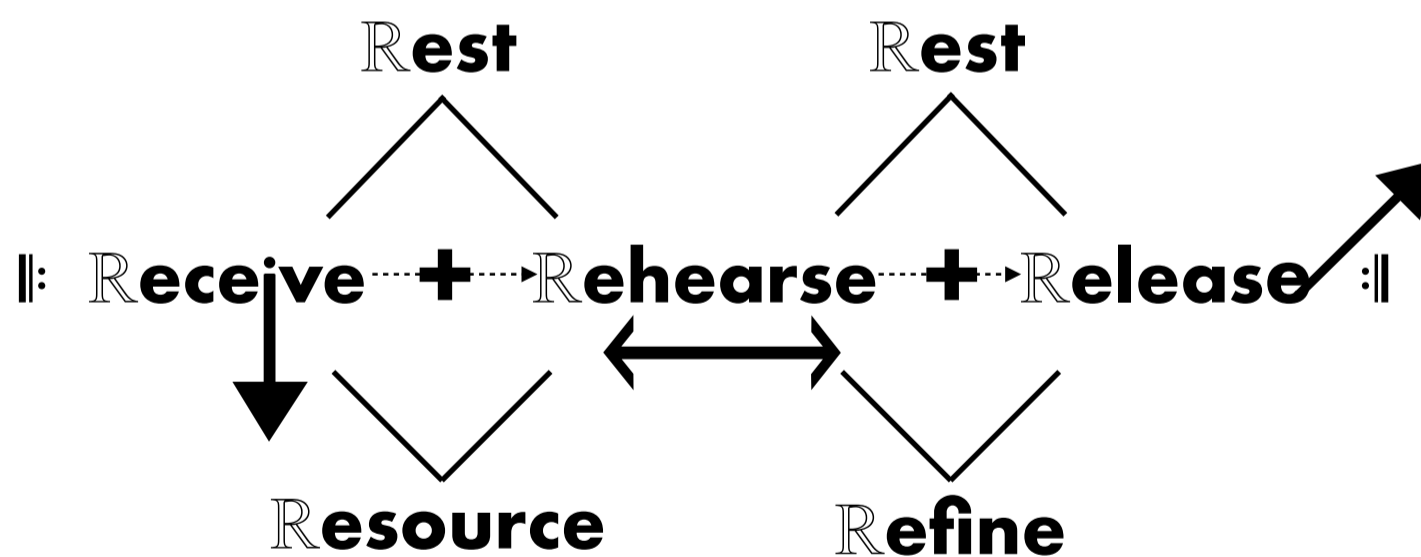 Rest Rest
‖: Receive + Rehearse + Release :‖
Resource Refine